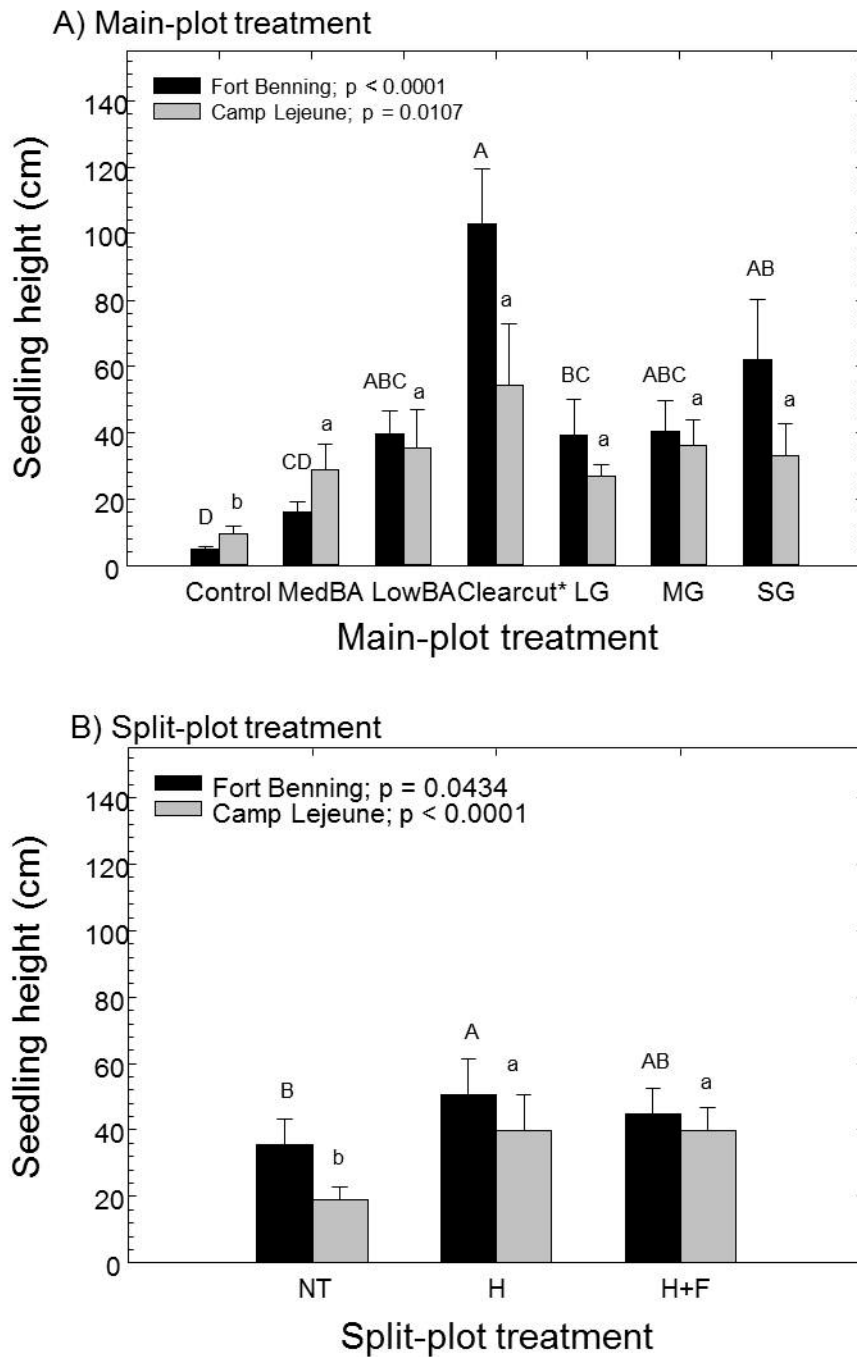 A) Main-plot treatment
Fort Benning; p < 0.0001
Camp Lejeune; p = 0.0107
Seedling height (cm)
140
120
100
80
60
40
20
0
D
b
CD
a
ABC
a
A
a
BC
a
ABC
a
AB
a
Control MedBA LowBA Clearcut* LG MG SG
Main-plot treatment
B) Split-plot treatment
Fort Benning; p = 0.0434
Camp Lejeune; p < 0.0001
Seedling height (cm)
140
120
100
80
60
40
20
0
B
b
A
a
AB
a
NT H H+F
Split-plot treatment